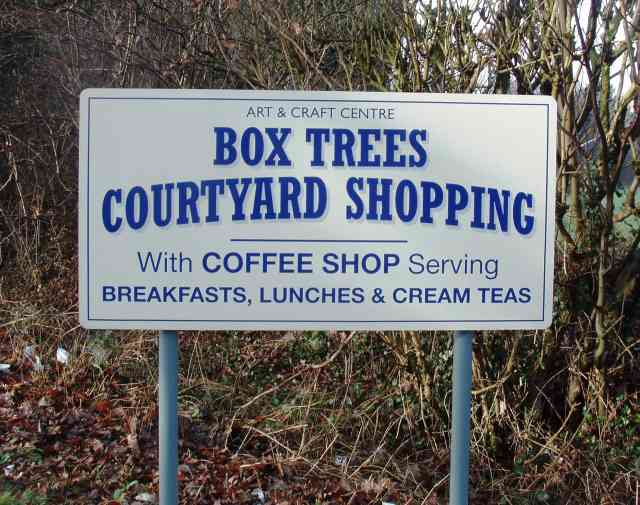 ART & CRAFT CENTRE
BOX TREES
COURTYARD SHOPPING
With COFFEE SHOP Serving
BREAKFASTS, LUNCHES & CREAM TEAS